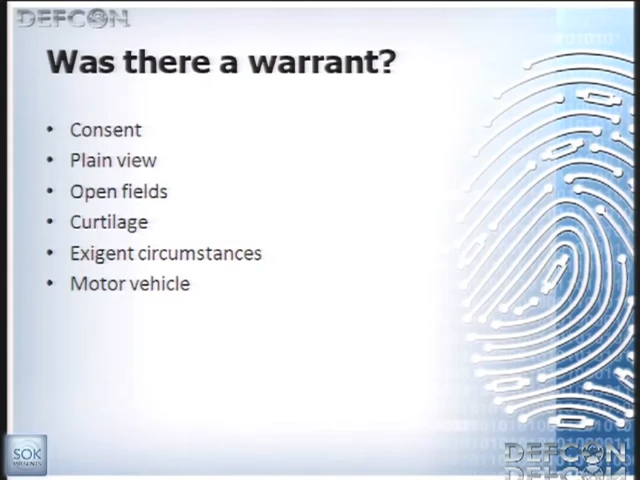 DEFCON
Was there a warrant?
• Consent
• Plain view
• Open fields
• Curtilage
• Exigent circumstances
• Motor vehicle
SOK
DEFCON